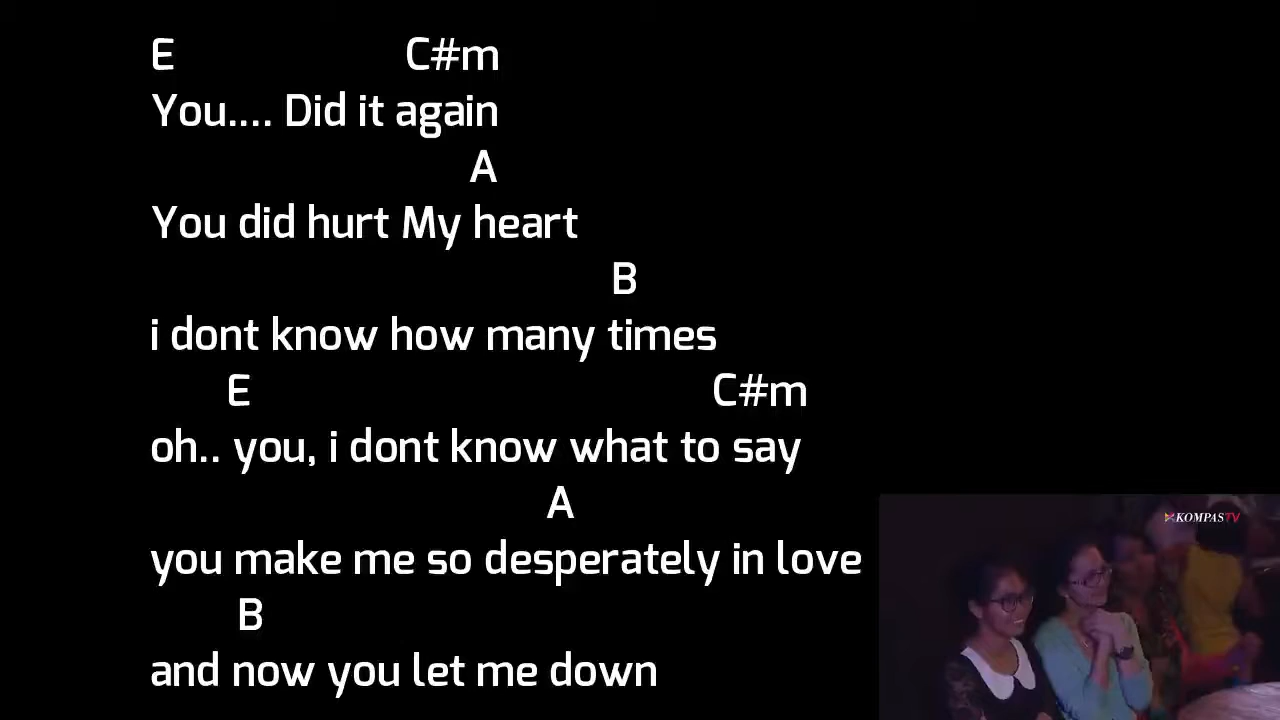 E C#m
You.... Did it again
A
You did hurt My heart
B
i dont know how many times
E C#m
oh.. you, i dont know what to say
A
you make me so desperately in love
B
and now you let me down
KOMPASTV